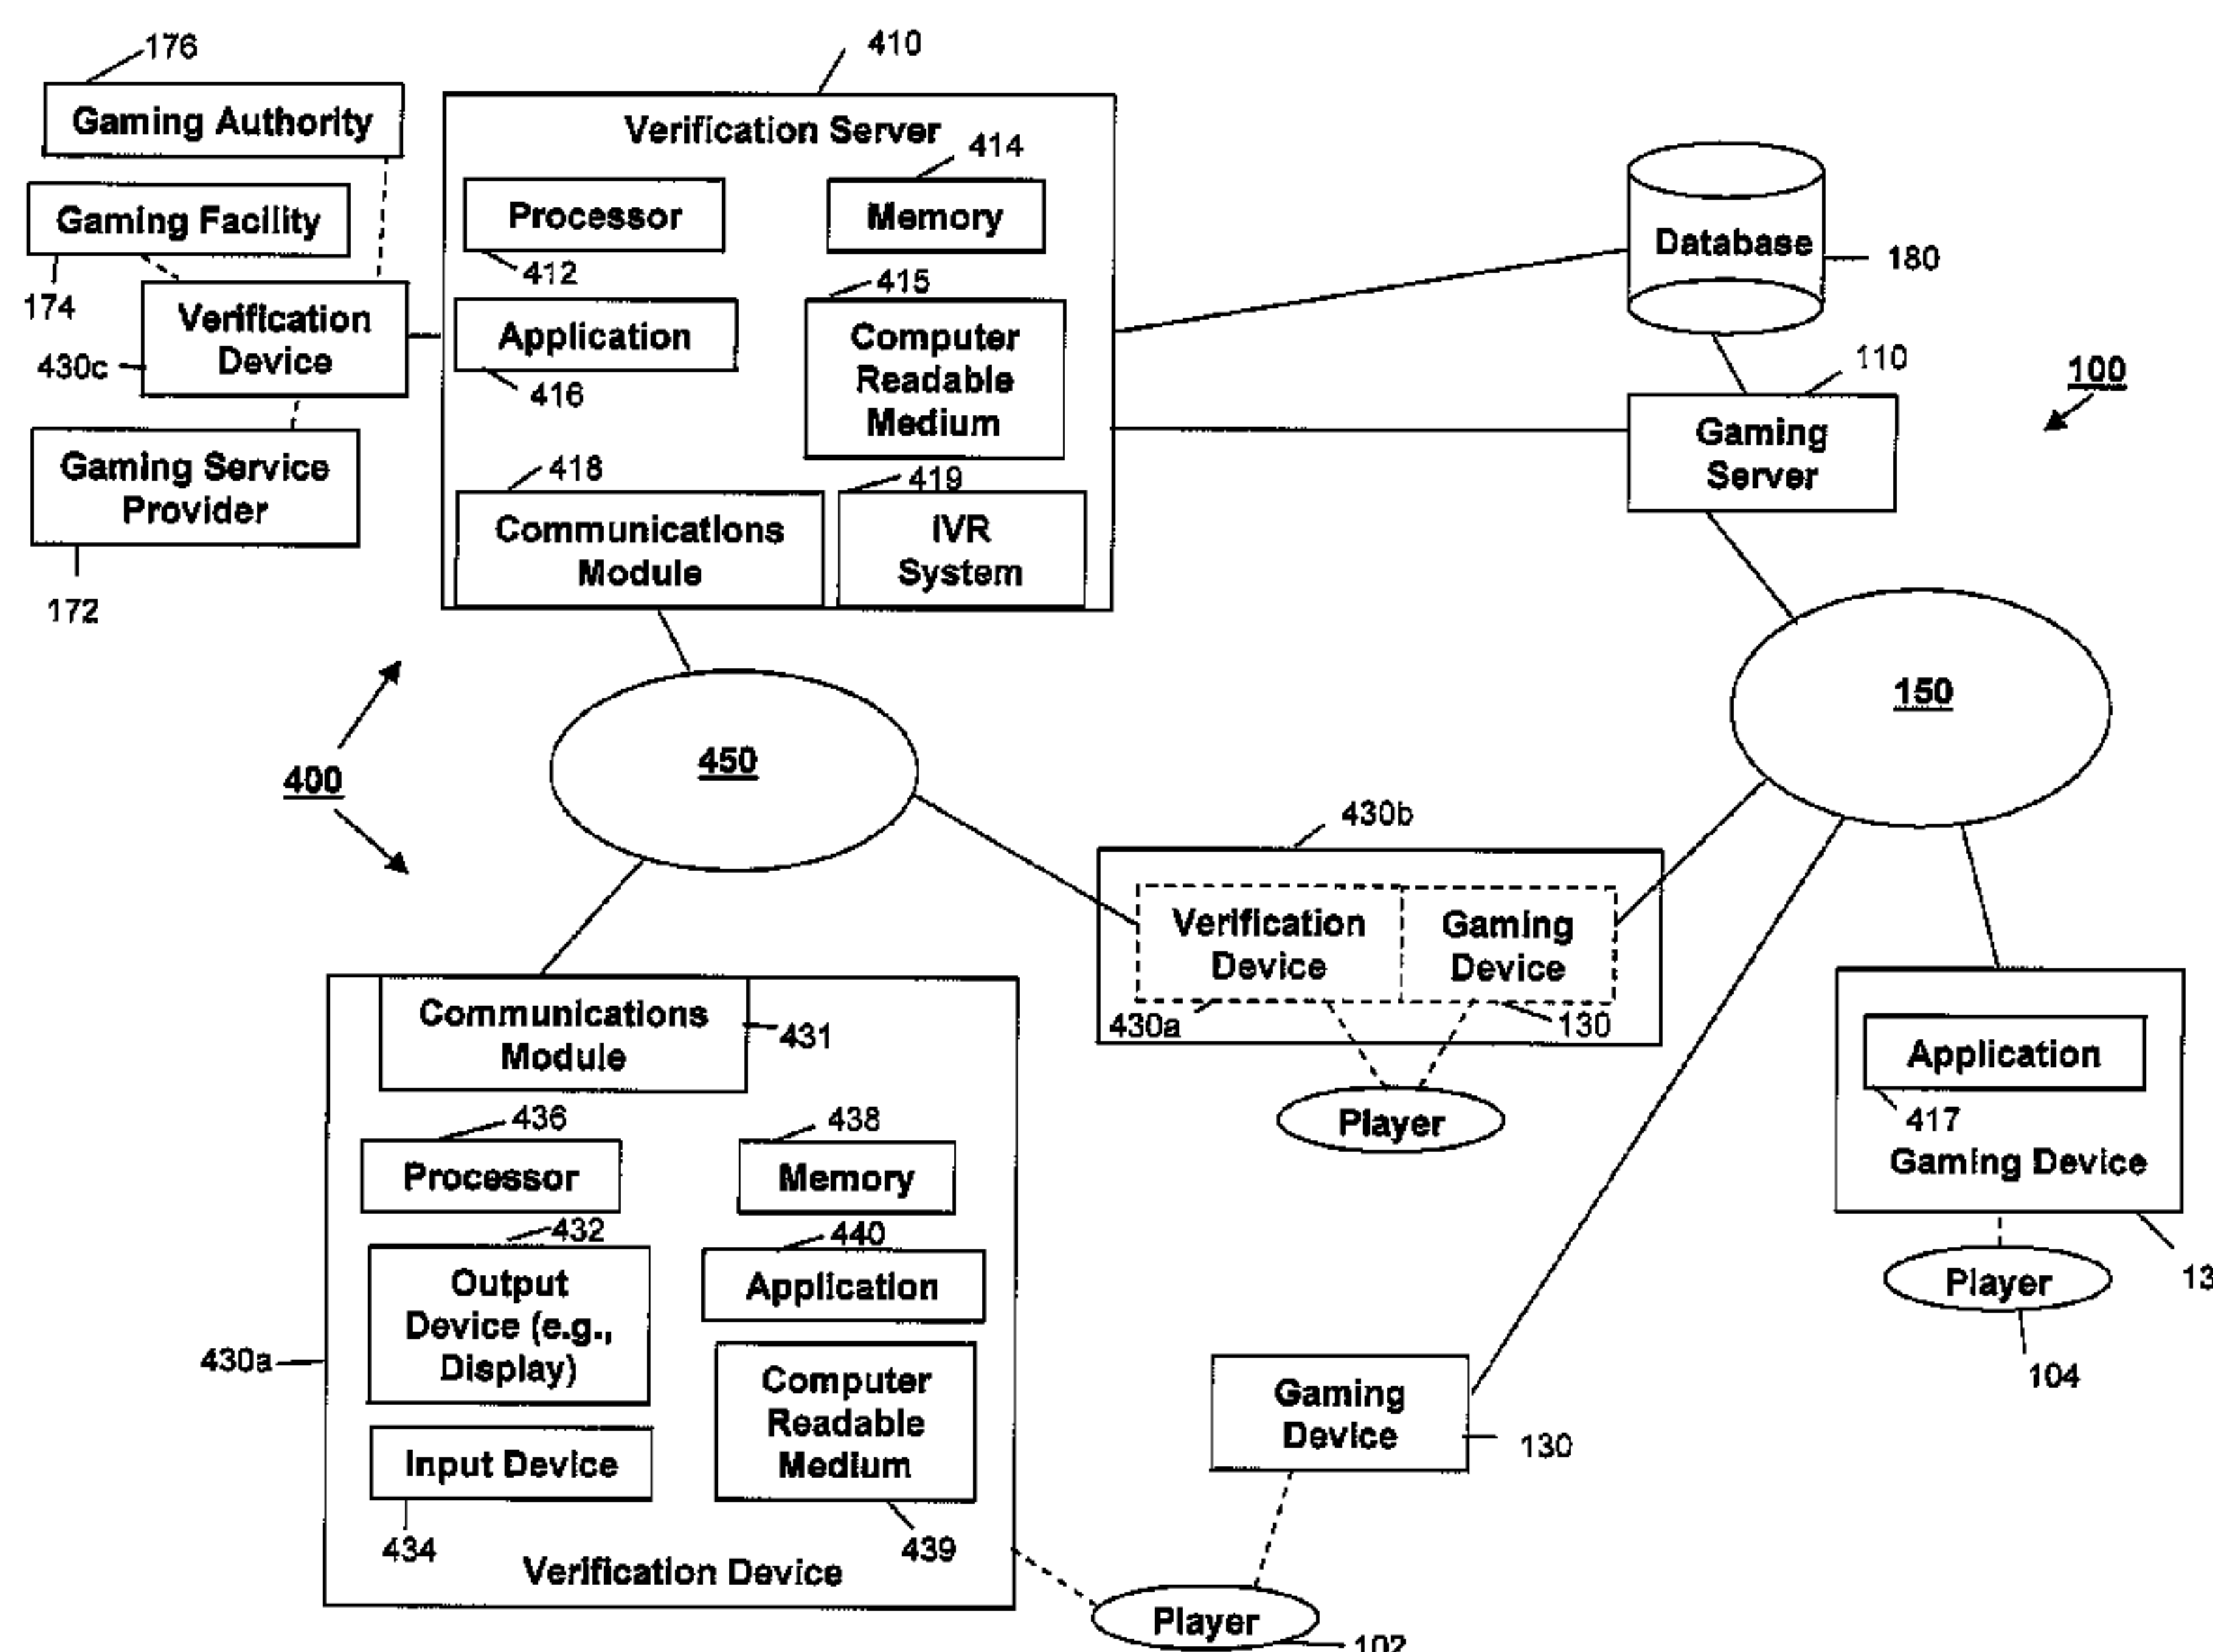 176
Gaming Authority
Gaming Facility
174
Verification
Device
430c
Gaming Service
Provider
172
410
Verification Server
414
Processor
412
Memory
415
Application
416
Computer
Readable
Medium
418
419
Communications
Module
IVR
System
Database
180
110
Gaming
Server
100
400
450
150
430b
Verification
Device
Gaming
Device
430a
130
Player
Communications
Module
431
436
Processor
438
Memory
432
Output
Device (e.g.,
Display)
440
Application
430a
Computer
Readable
Medium
Input Device
434
439
Verification Device
Application
417
Gaming Device
13
Player
104
Gaming
Device
130
Player
102